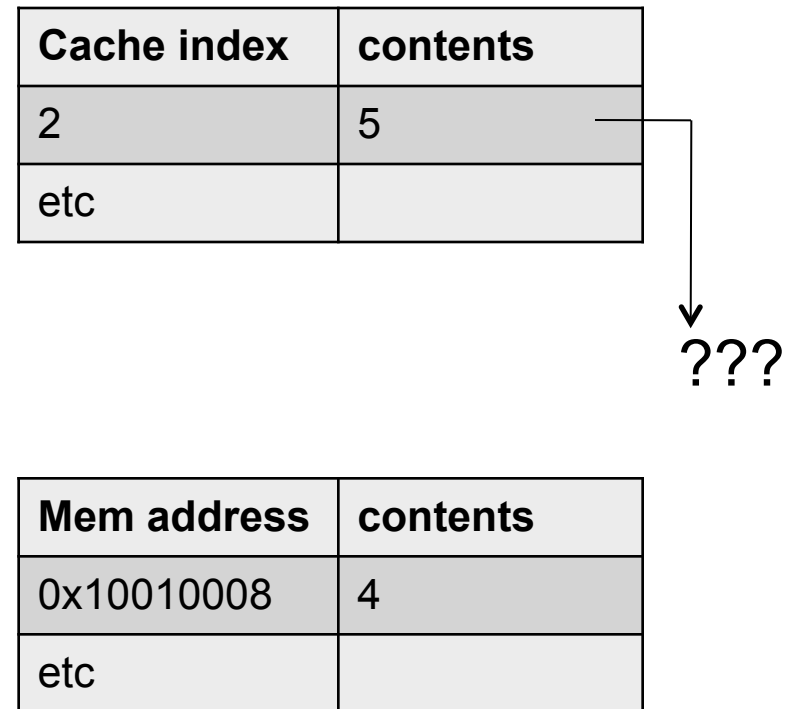 Cache index contents
2 5
etc
???
Mem address contents
0x10010008 4
etc